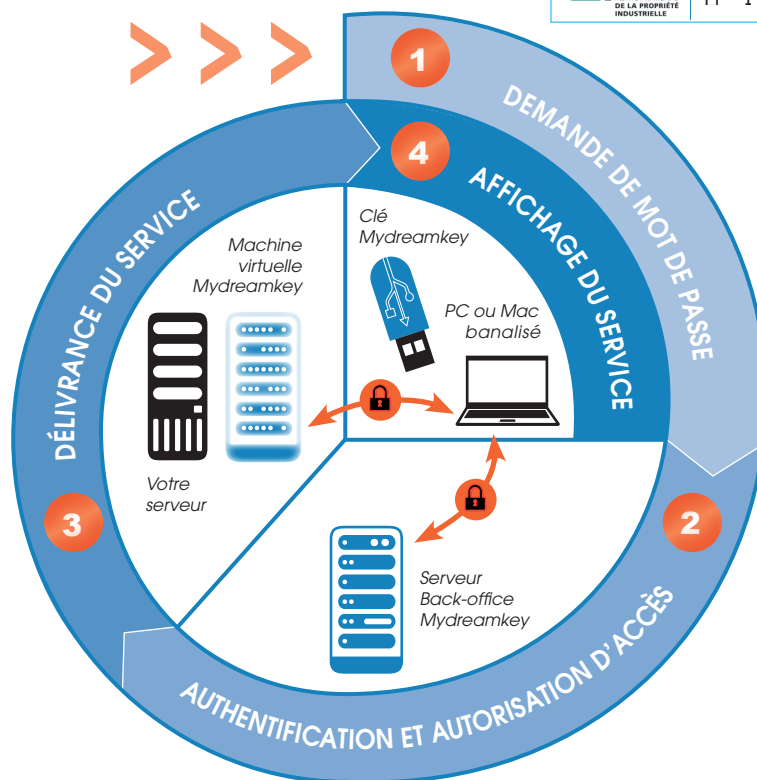 DE LA PROPRIÉTÉ
INDUSTRIELLE
1
DEMANDE DE MOT DE PASSE
4
AFFICHAGE DU SERVICE
DÉLIVRANCE DU SERVICE
Clé
Mydreamkey
Machine
virtuelle
Mydreamkey
PC ou Mac
banalisé
Votre
serveur
3
2
Serveur
Back-office
Mydreamkey
AUTHENTIFICATION ET AUTORISATION D'ACCÈS